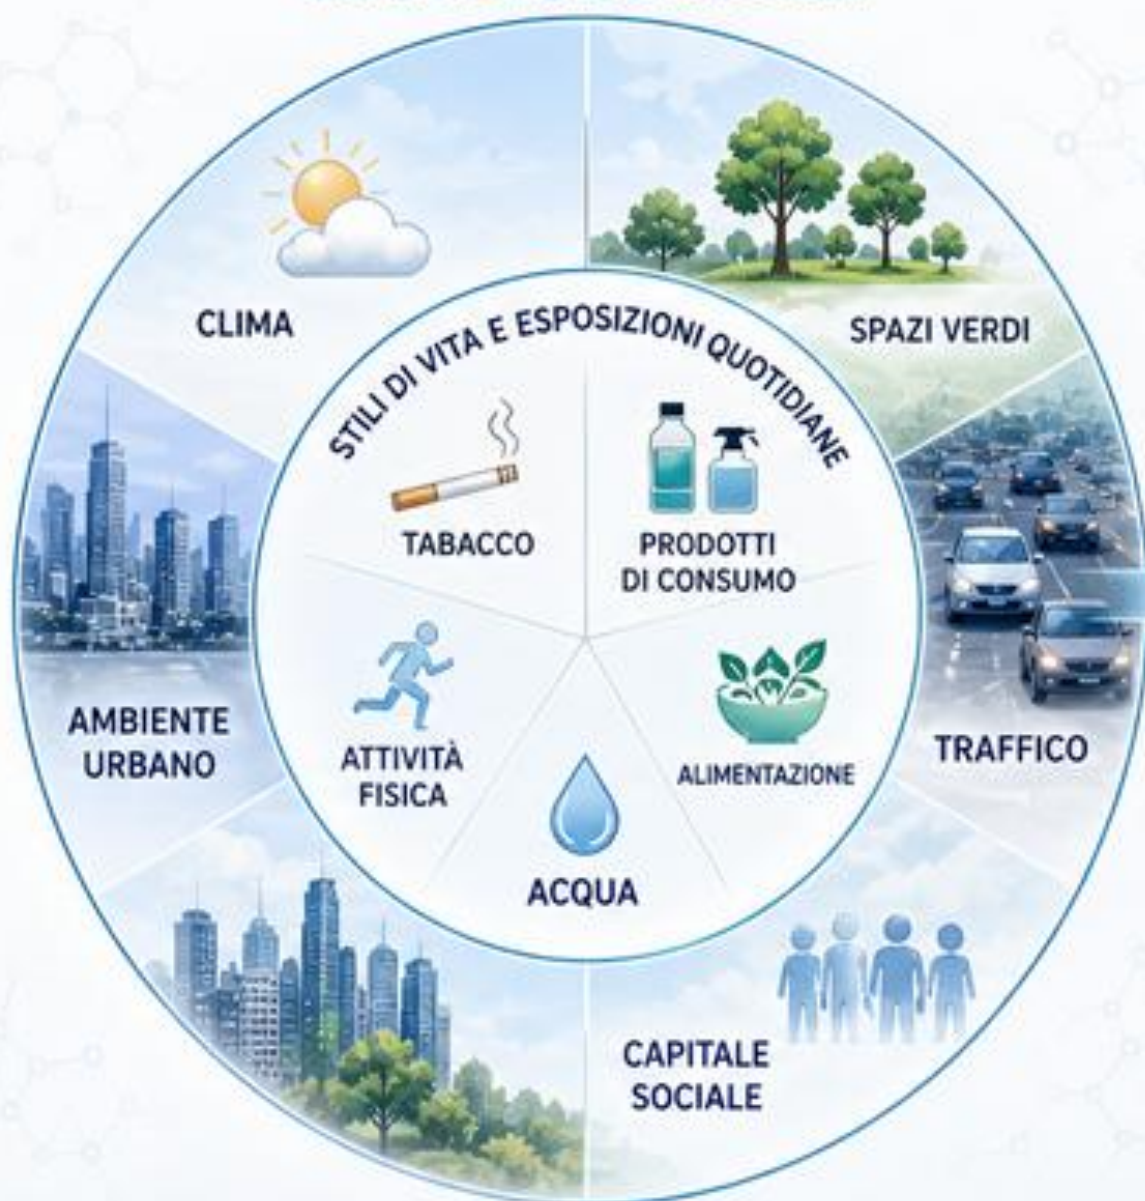 CLIMA
SPAZI VERDI
STILI DI VITA E ESPOSIZIONI QUOTIDIANE
TABACCO
PRODOTTI
DI CONSUMO
AMBIENTE
URBANO
ATTIVITÀ
FISICA
ALIMENTAZIONE
TRAFFICO
ACQUA
CAPITALE
SOCIALE